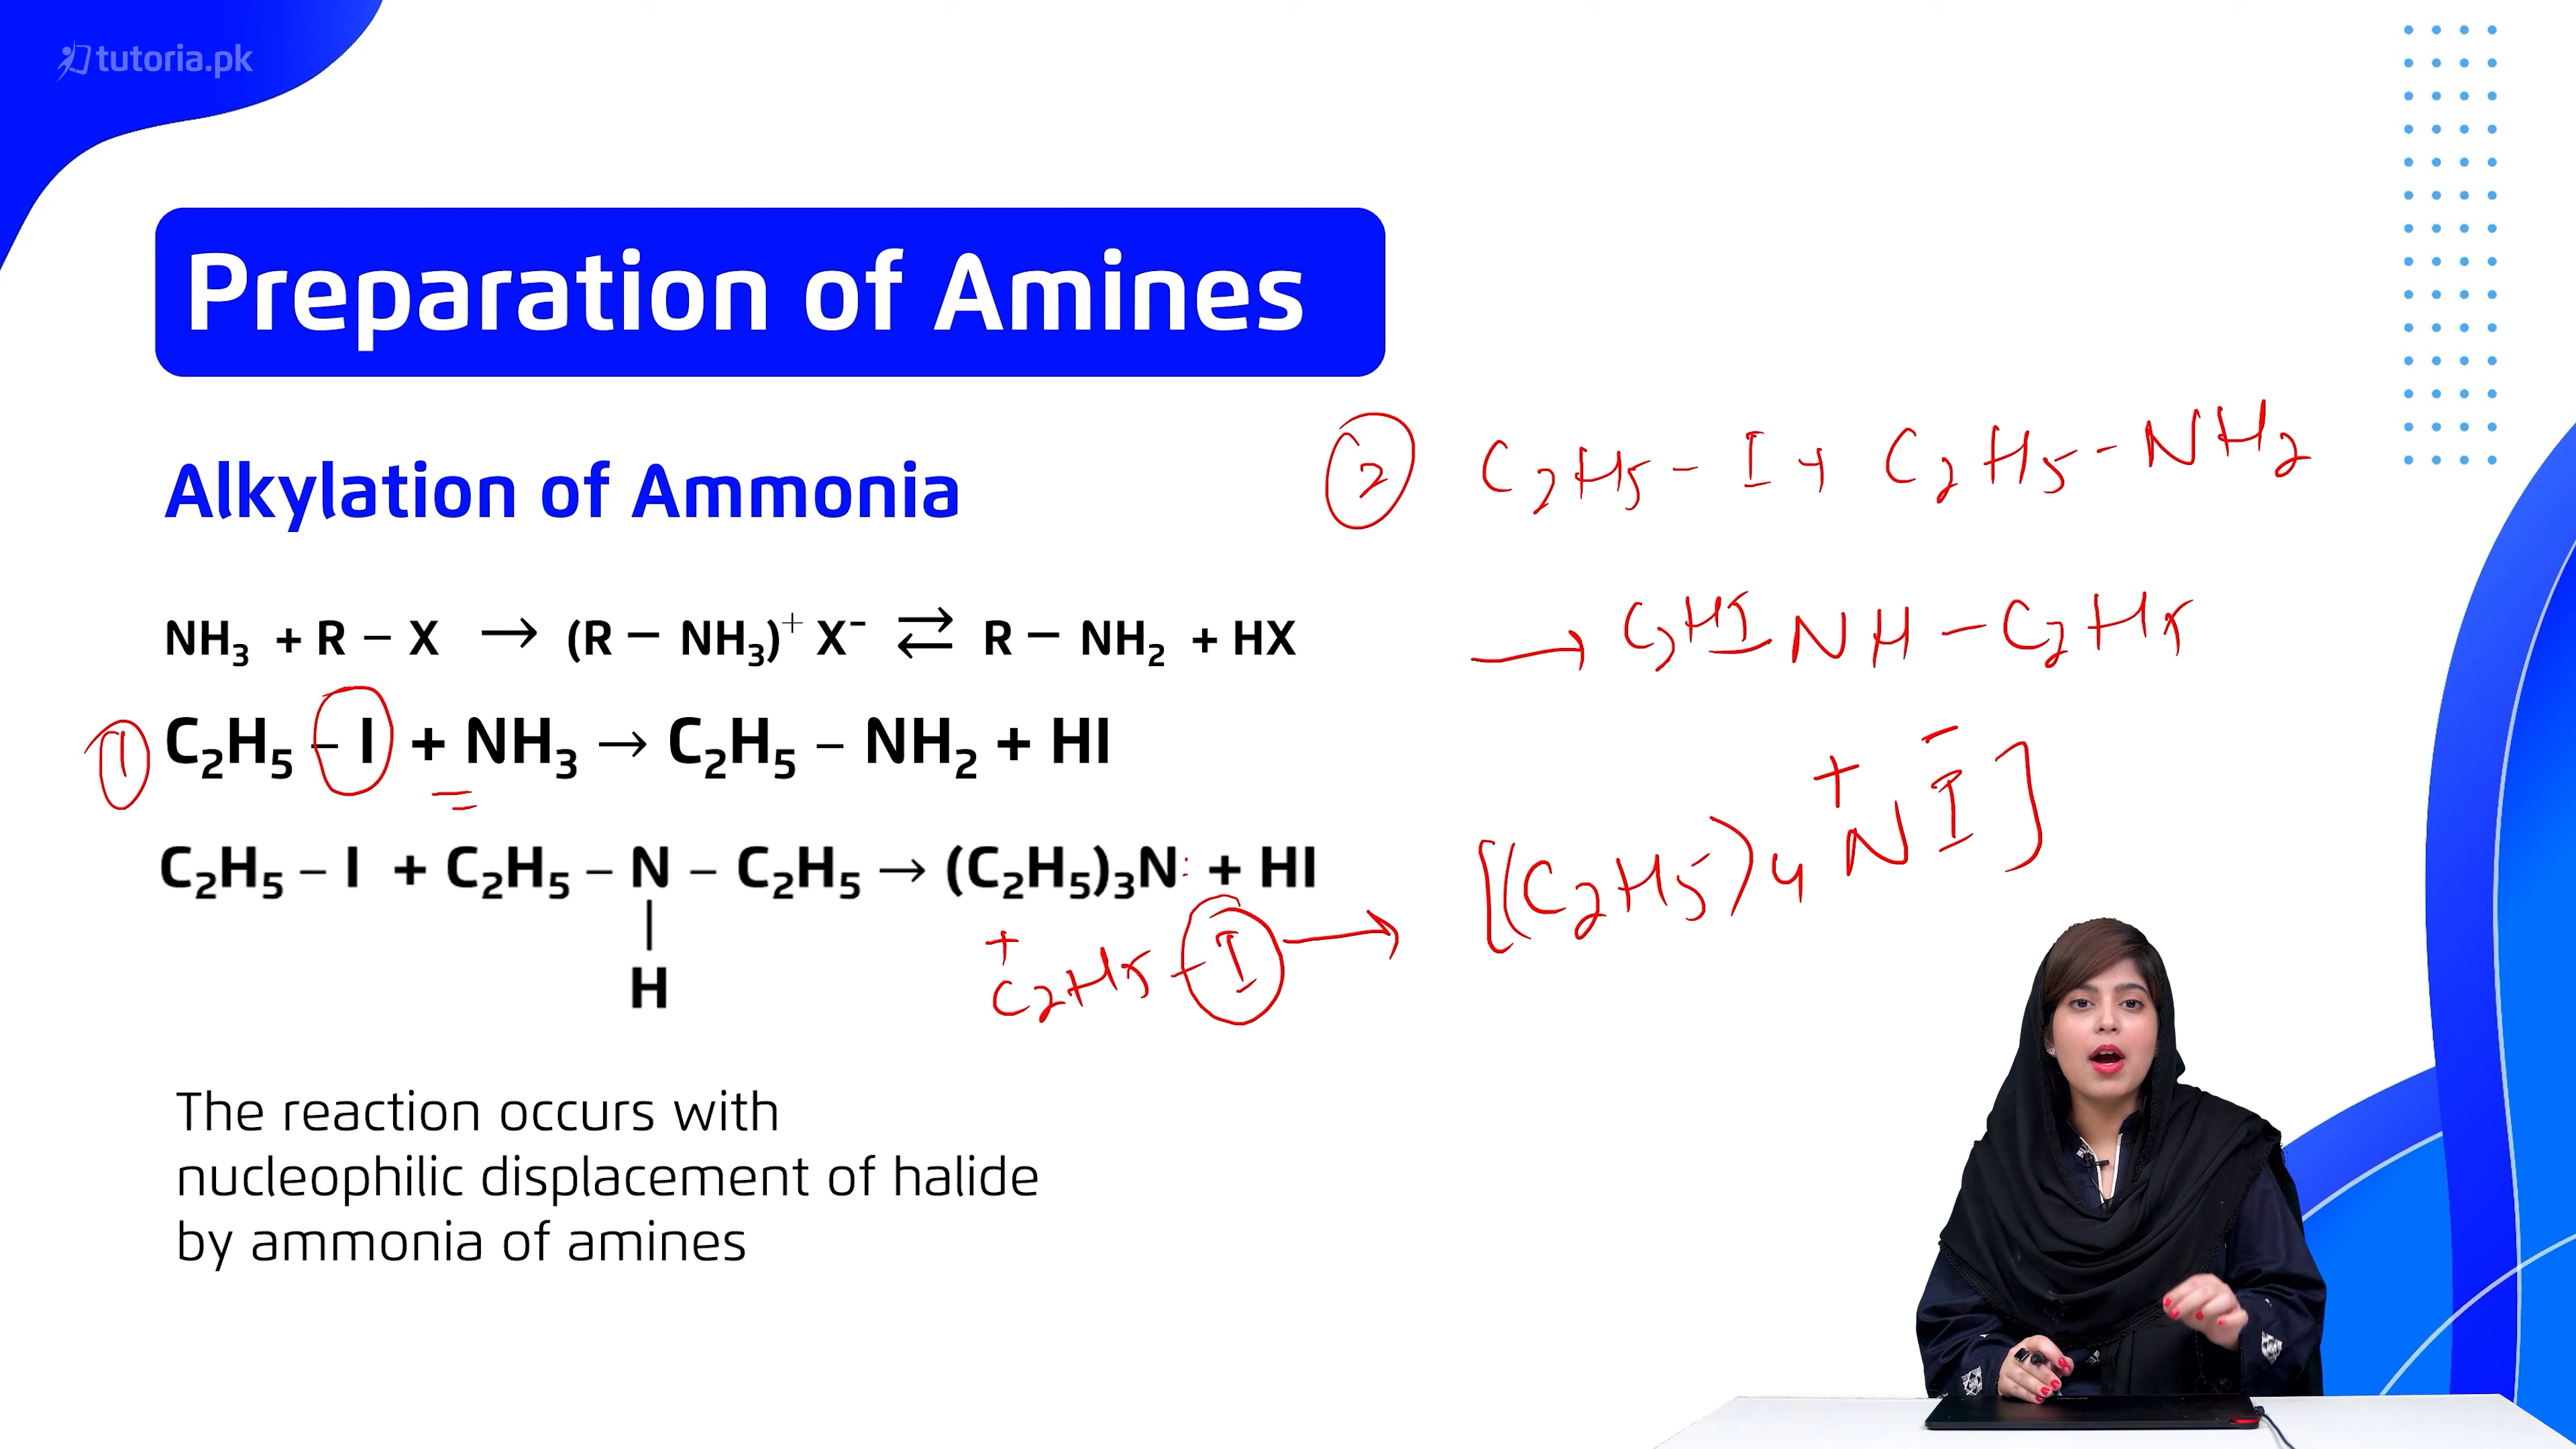 tutoria.pk
Preparation of Amines
Alkylation of Ammonia
NH₃ + R – X → (R – NH₃)⁺ X⁻ ⇄ R – NH₂ + HX
① C₂H₅ – I + NH₃ → C₂H₅ – NH₂ + HI
C₂H₅ – I + C₂H₅ – N – C₂H₅ → (C₂H₅)₃N: + HI
|
H
+
C₂H₅ – I → [(C₂H₅)₄ N⁺ I⁻]
② C₂H₅ - I + C₂H₅ - NH₂
→ NH – C₂H₅
The reaction occurs with
nucleophilic displacement of halide
by ammonia of amines